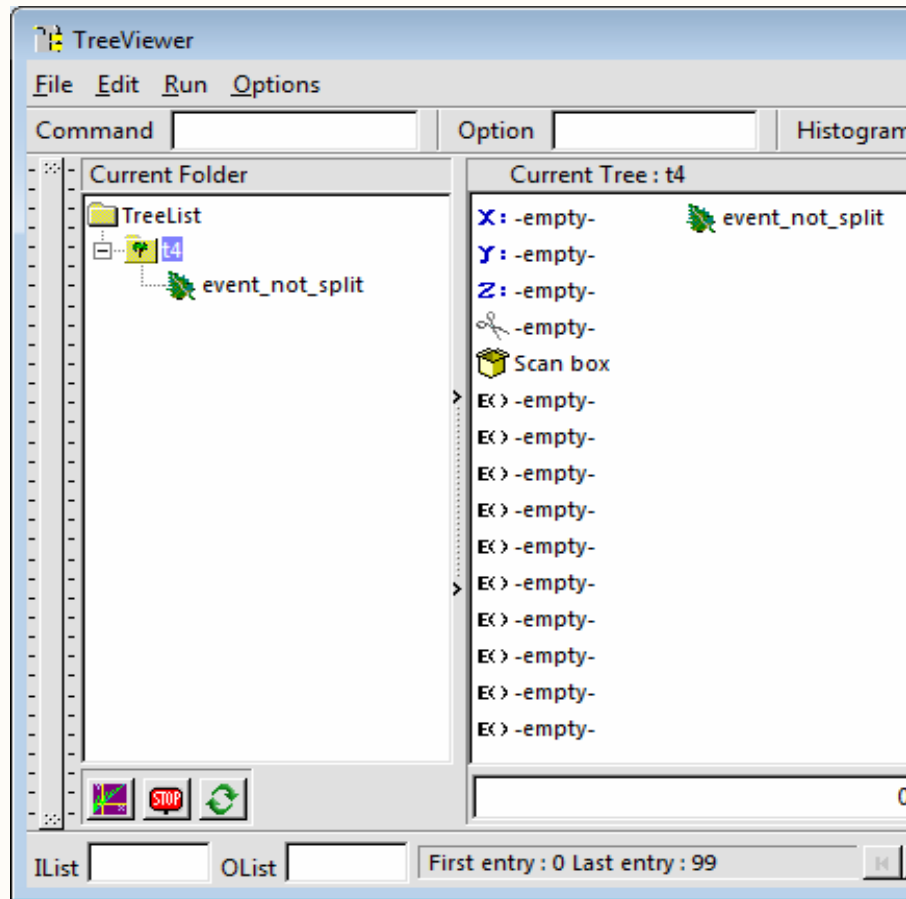 TreeViewer
File Edit Run Options
Command Option Histogram
Current Folder
TreeList
t4
event_not_split
Current Tree : t4
X: -empty- event_not_split
Y: -empty-
Z: -empty-
-empty-
Scan box
E() -empty-
E() -empty-
E() -empty-
E() -empty-
E() -empty-
E() -empty-
E() -empty-
E() -empty-
E() -empty-
E() -empty-
STOP
0
IList OList First entry : 0 Last entry : 99